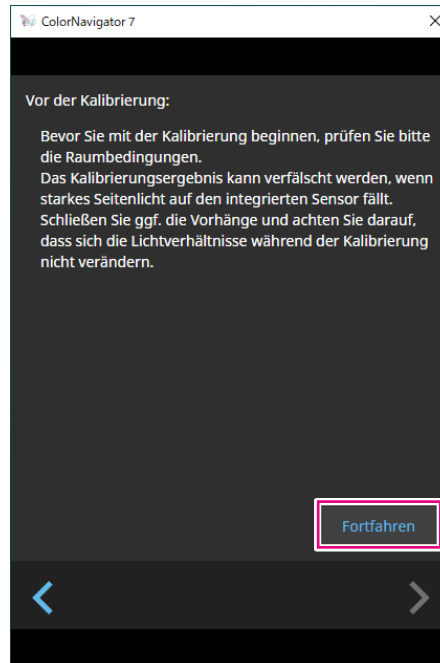 ColorNavigator 7
Vor der Kalibrierung:
Bevor Sie mit der Kalibrierung beginnen, prüfen Sie bitte
die Raumbedingungen.
Das Kalibrierungsergebnis kann verfälscht werden, wenn
starkes Seitenlicht auf den integrierten Sensor fällt.
Schließen Sie ggf. die Vorhänge und achten Sie darauf,
dass sich die Lichtverhältnisse während der Kalibrierung
nicht verändern.
Fortfahren